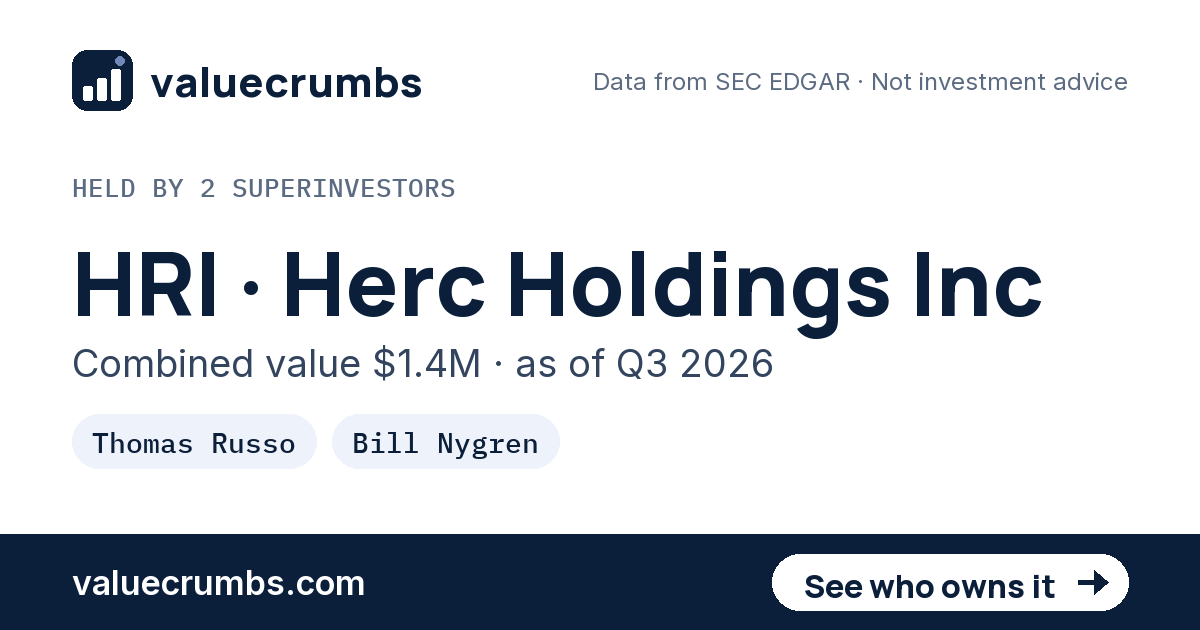 valuecrumbs
Data from SEC EDGAR · Not investment advice
HELD BY 2 SUPERINVESTORS
HRI · Herc Holdings Inc
Combined value $1.4M · as of Q3 2026
Thomas Russo
Bill Nygren
valuecrumbs.com
See who owns it →